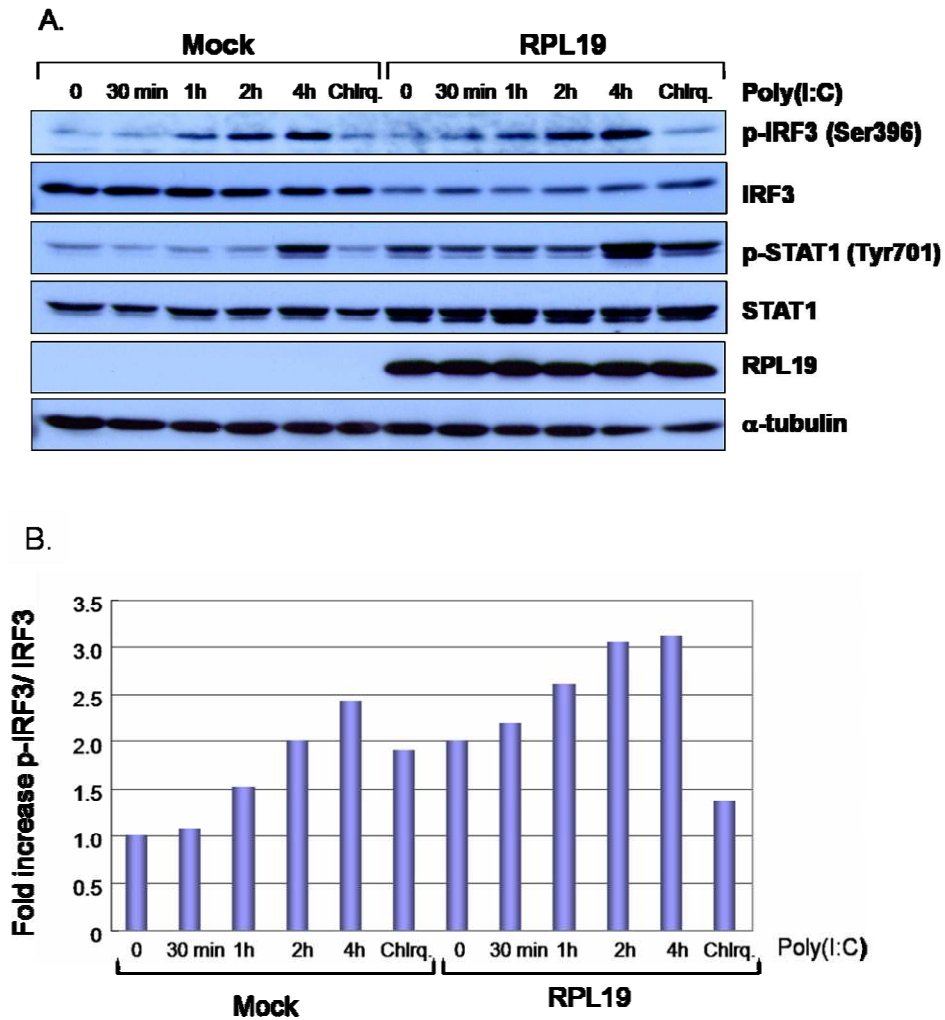 A.
Mock RPL19
0 30 min 1h 2h 4h Chlrq. 0 30 min 1h 2h 4h Chlrq. Poly(I:C)
p-IRF3 (Ser396)
IRF3
p-STAT1 (Tyr701)
STAT1
RPL19
α-tubulin
B.
Fold increase p-IRF3/ IRF3
3.5
3.0
2.5
2.0
1.5
1.0
0.5
0
0 30 min 1h 2h 4h Chlrq. 0 30 min 1h 2h 4h Chlrq. Poly(I:C)
Mock RPL19